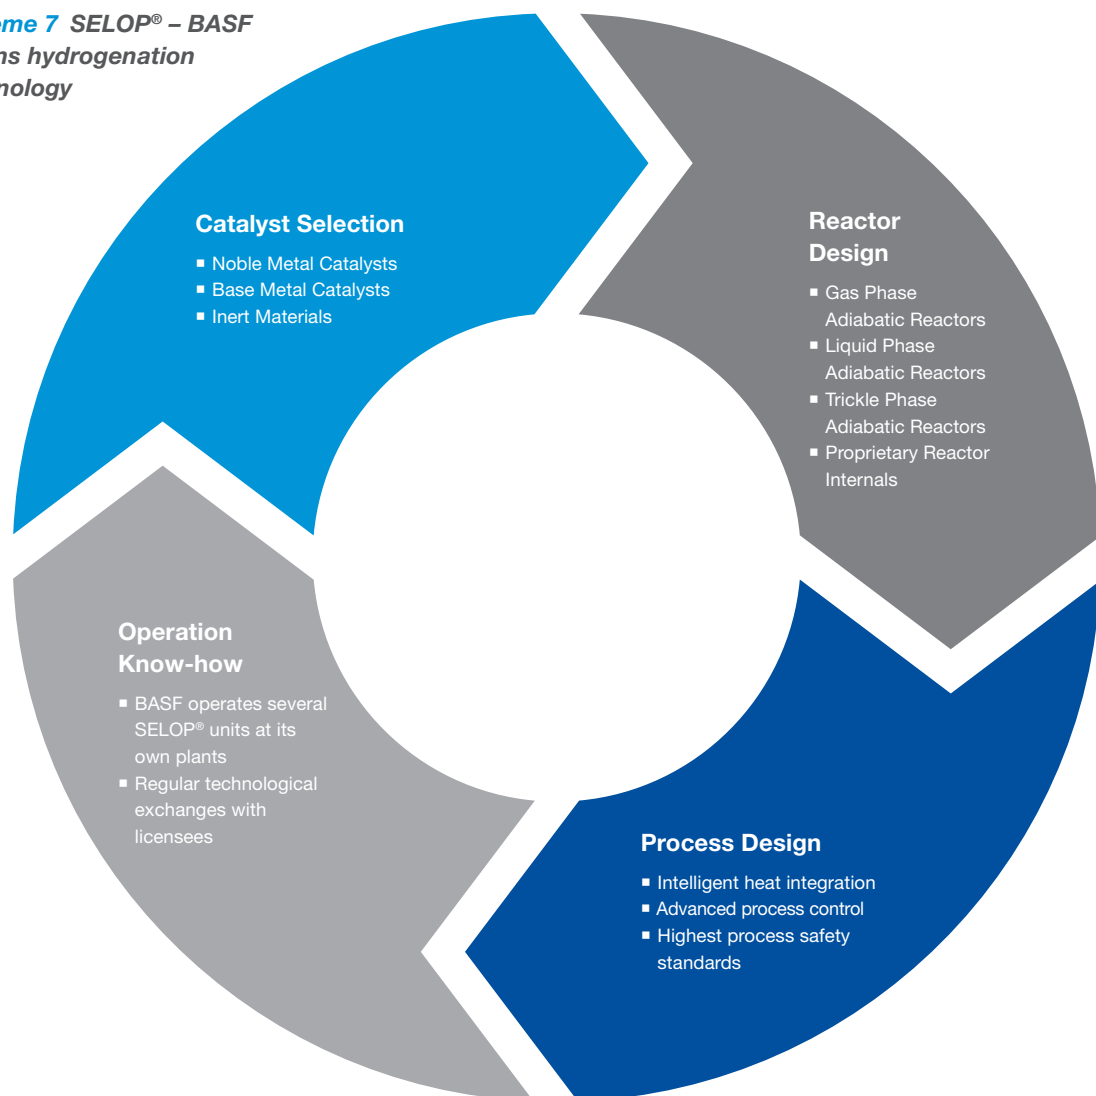 7 SELOP® – BASF
hydrogenation
Catalyst Selection
▪ Noble Metal Catalysts
▪ Base Metal Catalysts
▪ Inert Materials
Reactor
Design
▪ Gas Phase
Adiabatic Reactors
▪ Liquid Phase
Adiabatic Reactors
▪ Trickle Phase
Adiabatic Reactors
▪ Proprietary Reactor
Internals
Process Design
▪ Intelligent heat integration
▪ Advanced process control
▪ Highest process safety
standards
Operation
Know-how
▪ BASF operates several
SELOP® units at its
own plants
▪ Regular technological
exchanges with
licensees